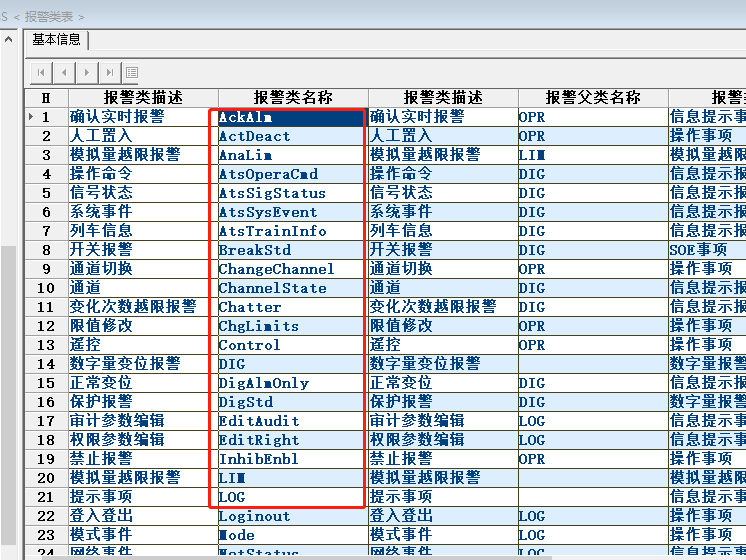 S < 报警类表 >
基本信息
H 报警类描述 报警类名称 报警类描述 报警父类名称 报警
1 确认实时报警 AckAlm 确认实时报警 OPR 信息提示事
2 人工置入 ActDeact 人工置入 OPR 操作事项
3 模拟量越限报警 AnaLim 模拟量越限报警 LIM 模拟量越限
4 操作命令 AtsOperaCmd 操作命令 DIG 信息提示报
5 信号状态 AtsSigStatus 信号状态 DIG 信息提示报
6 系统事件 AtsSysEvent 系统事件 DIG 信息提示报
7 列车信息 AtsTrainInfo 列车信息 DIG 信息提示报
8 开关报警 BreakStd 开关报警 DIG SOE事项
9 通道切换 ChangeChannel 通道切换 OPR 操作事项
10 通道 ChannelState 通道 DIG 信息提示报
11 变化次数越限报警 Chatter 变化次数越限报警 DIG 信息提示报
12 限值修改 ChgLimits 限值修改 OPR 操作事项
13 遥控 Control 遥控 OPR 操作事项
14 数字量变位报警 DIG 数字量变位报警 数字量报警
15 正常变位 DigAlmOnly 正常变位 DIG 信息提示报
16 保护报警 DigStd 保护报警 DIG 数字量报警
17 审计参数编辑 EditAudit 审计参数编辑 LOG 信息提示事
18 权限参数编辑 EditRight 权限参数编辑 LOG 信息提示事
19 禁止报警 InhibEnbl 禁止报警 OPR 操作事项
20 模拟量越限报警 LIM 模拟量越限报警 模拟量越限
21 提示事项 LOG 提示事项 信息提示事
22 登入登出 Loginout 登入登出 LOG 操作事项
23 模式事件 Mode 模式事件 LOG 操作事项
24 网络事件 NetStatus 网络事件 LOG 信息提示报